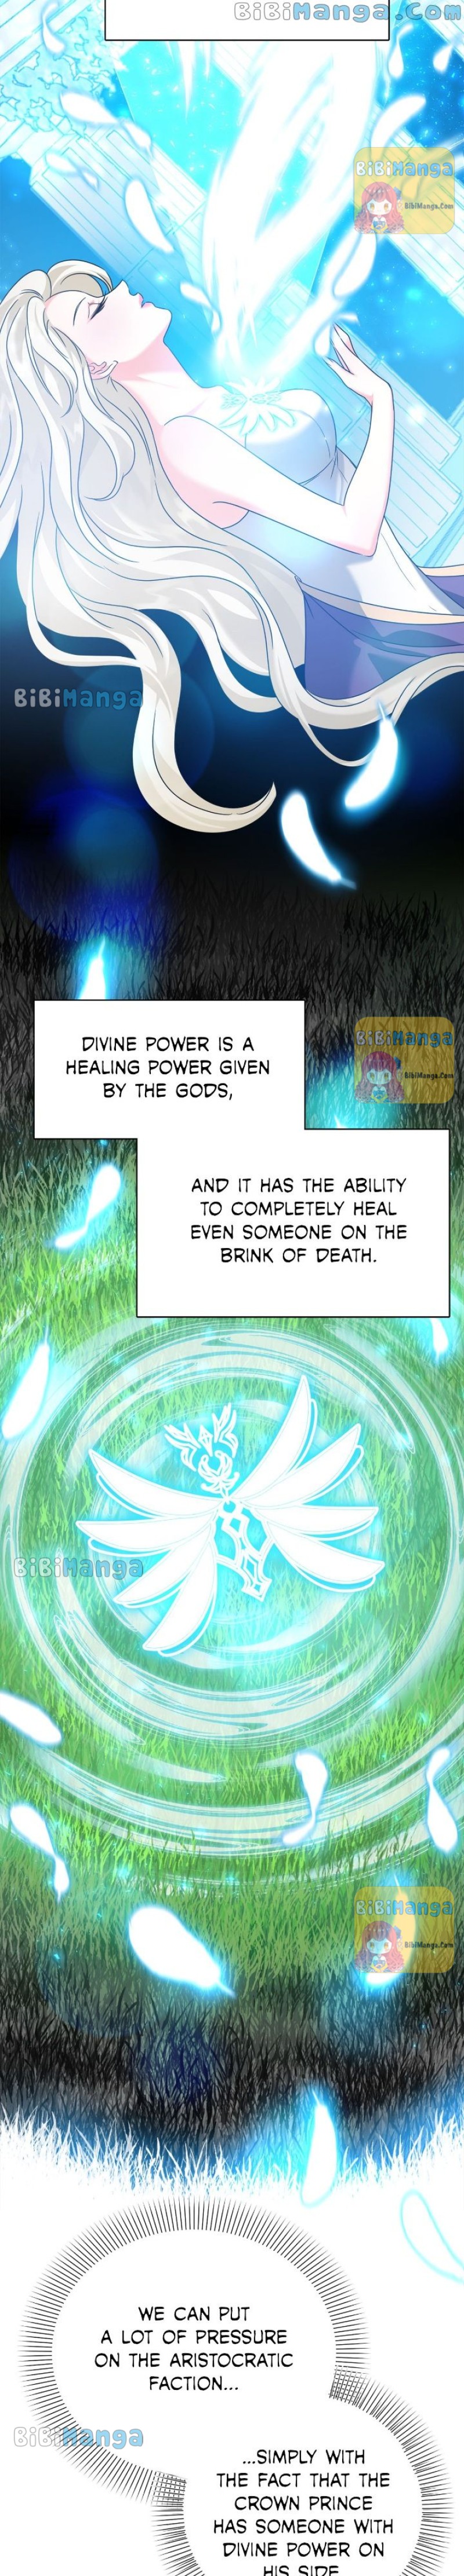 BiBiManga.Com
BiBiManga
BibiManga.Com
BiBiManga
DIVINE POWER IS A
HEALING POWER GIVEN
BY THE GODS,
BiBiManga
BibiManga.Com
AND IT HAS THE ABILITY
TO COMPLETELY HEAL
EVEN SOMEONE ON THE
BRINK OF DEATH.
BiBiManga
BiBiManga
BibiManga.Com
WE CAN PUT
A LOT OF PRESSURE
ON THE ARISTOCRATIC
FACTION...
BiBiManga
...SIMPLY WITH
THE FACT THAT THE
CROWN PRINCE
HAS SOMEONE WITH
DIVINE POWER ON
HIS SIDE